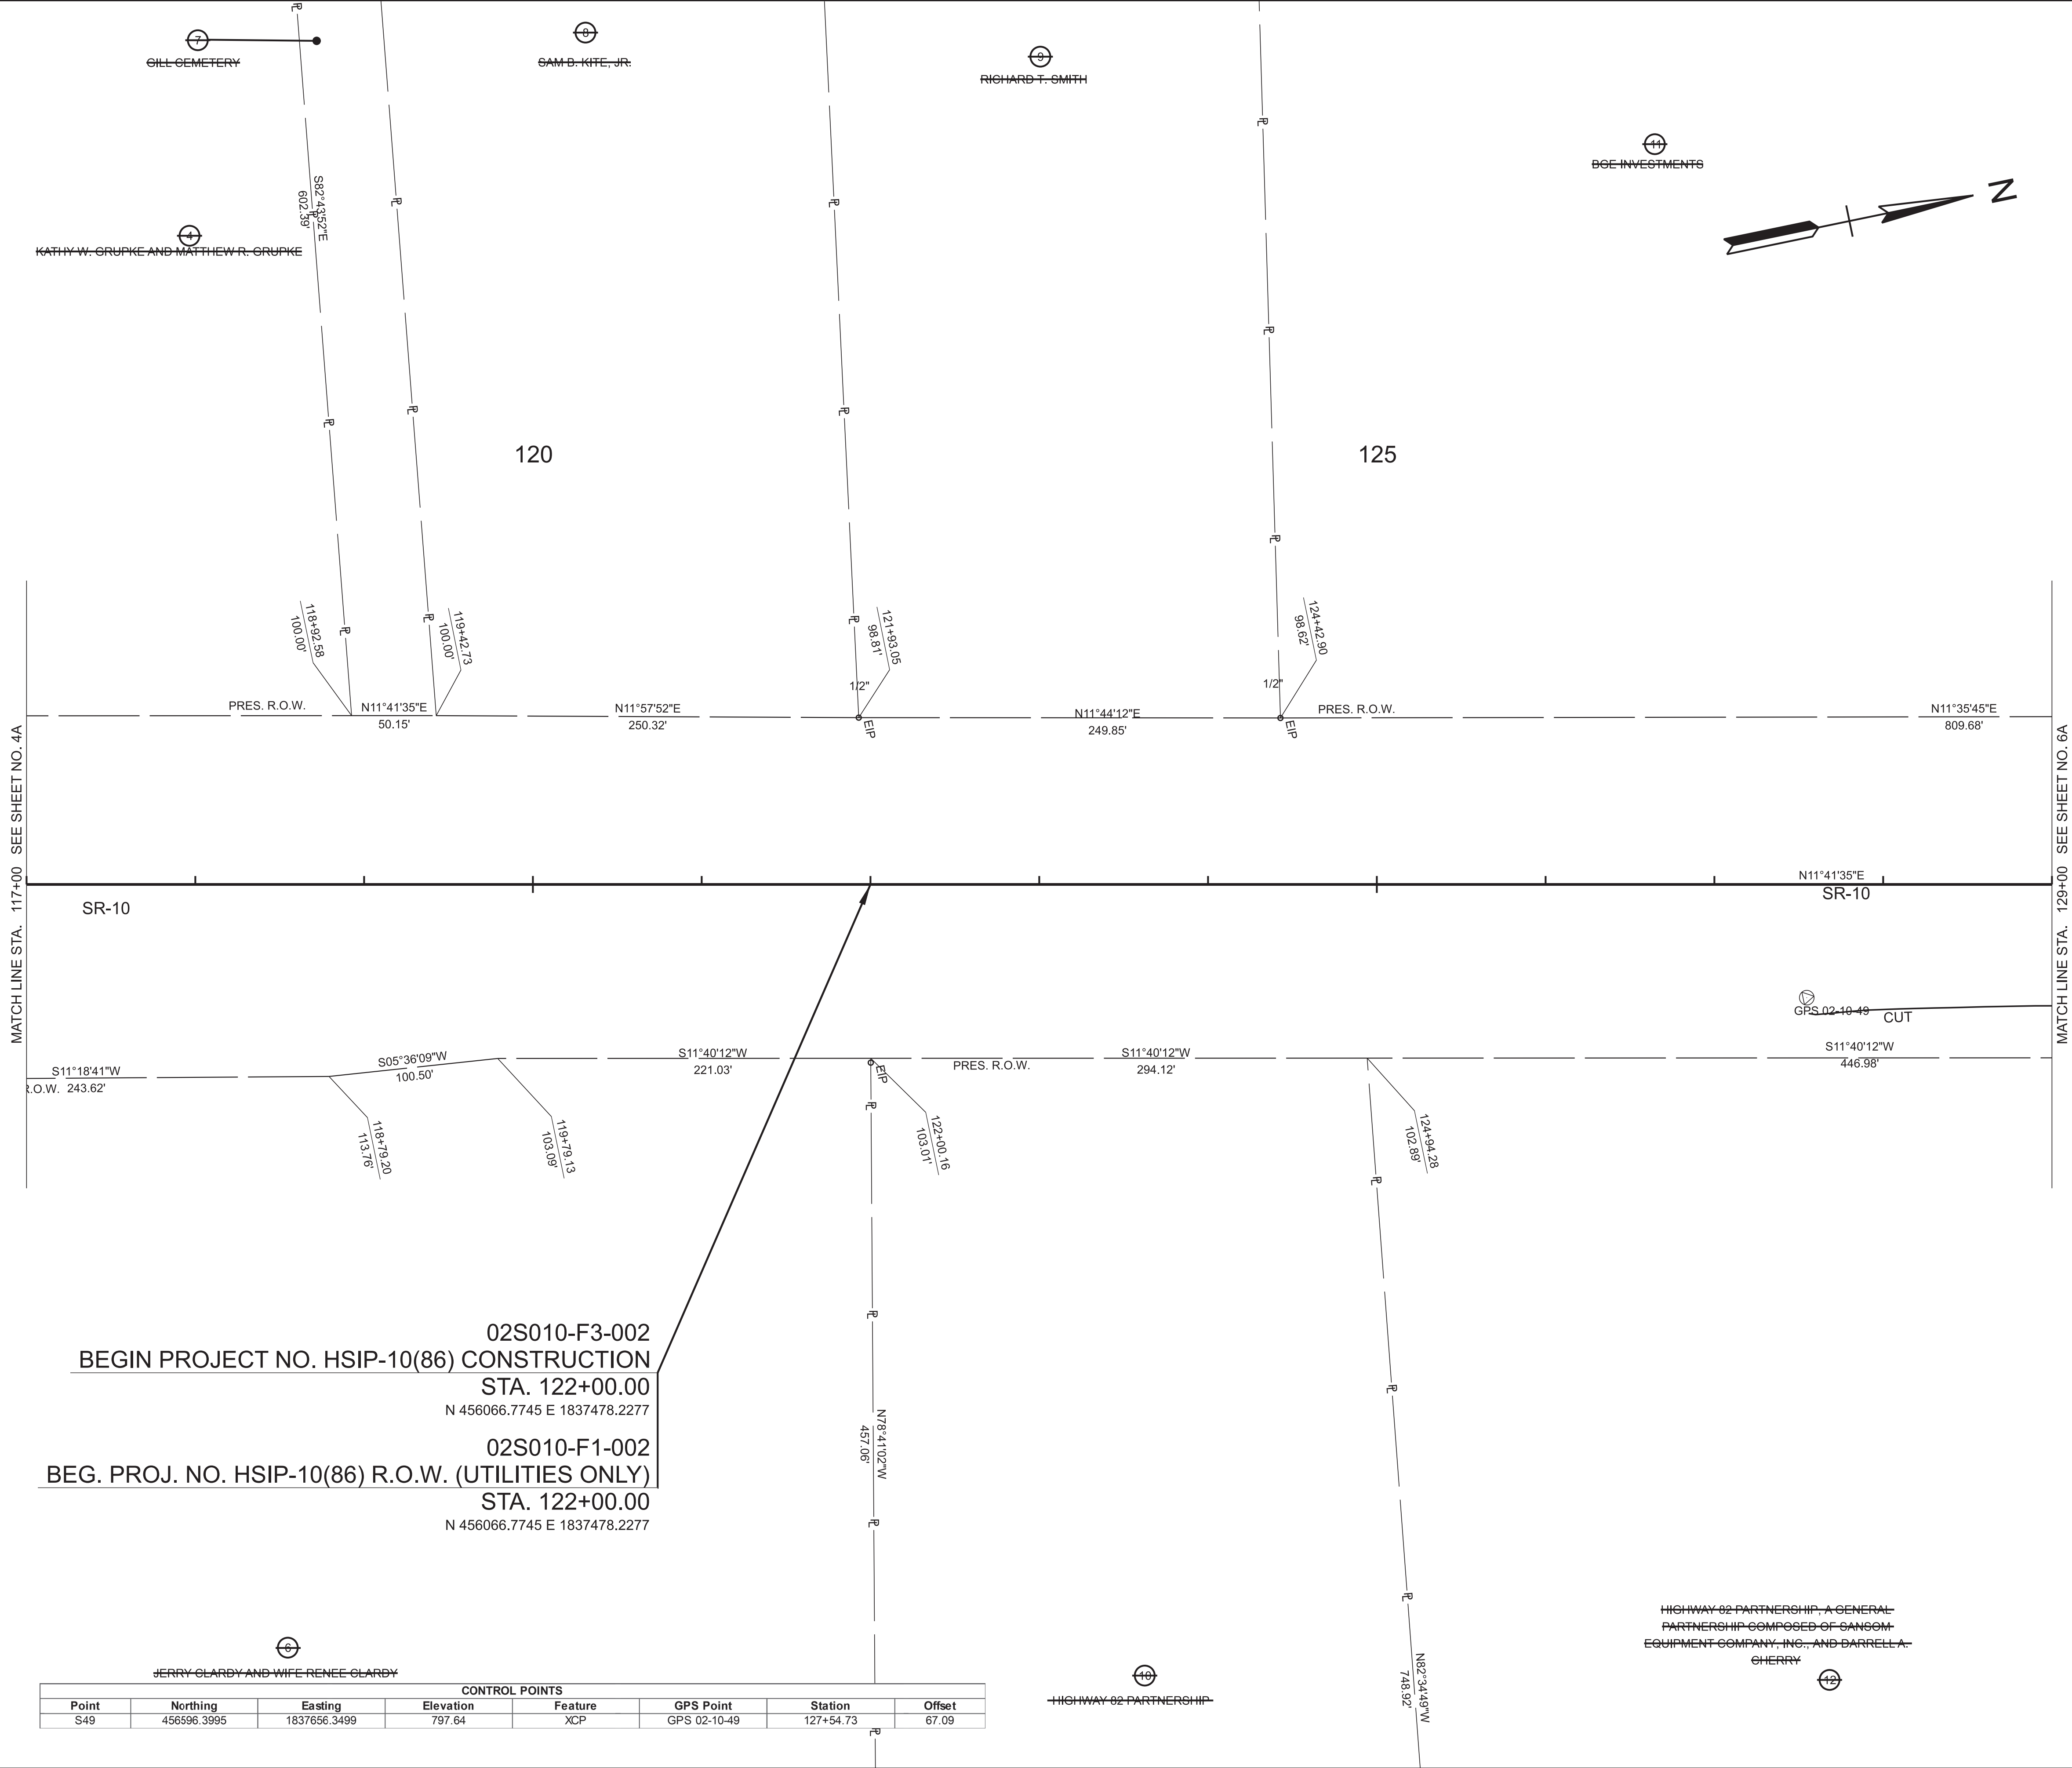 7
GILL CEMETERY
8
SAM B. KITE, JR.
9
RICHARD T. SMITH
11
BGE INVESTMENTS
N
4
KATHY W. GRUPKE AND MATTHEW R. GRUPKE
S82°43'52"E
602.39'
120
125
118+92.58
100.00'
119+42.73
100.00'
121+93.05
98.81'
124+42.90
98.62'
1/2"
1/2"
PRES. R.O.W.
N11°41'35"E
50.15'
N11°57'52"E
250.32'
EIP
N11°44'12"E
249.85'
EIP
PRES. R.O.W.
N11°35'45"E
809.68'
MATCH LINE STA. 117+00 SEE SHEET NO. 4A
MATCH LINE STA. 129+00 SEE SHEET NO. 6A
SR-10
N11°41'35"E
SR-10
GPS 02-10-49
CUT
S11°18'41"W
R.O.W. 243.62'
S05°36'09"W
100.50'
S11°40'12"W
221.03'
EIP
PRES. R.O.W.
S11°40'12"W
294.12'
S11°40'12"W
446.98'
118+79.20
113.76'
119+79.13
103.09'
122+00.16
103.01'
124+94.28
102.89'
02S010-F3-002
BEGIN PROJECT NO. HSIP-10(86) CONSTRUCTION
STA. 122+00.00
N 456066.7745 E 1837478.2277
02S010-F1-002
BEG. PROJ. NO. HSIP-10(86) R.O.W. (UTILITIES ONLY)
STA. 122+00.00
N 456066.7745 E 1837478.2277
N78°41'02"W
457.06'
N82°34'49"W
748.92'
6
JERRY CLARDY AND WIFE RENEE CLARDY
10
HIGHWAY 82 PARTNERSHIP
HIGHWAY 82 PARTNERSHIP, A GENERAL
PARTNERSHIP COMPOSED OF SANSOM
EQUIPMENT COMPANY, INC., AND DARRELL A.
CHERRY
12
CONTROL POINTS
Point Northing Easting Elevation Feature GPS Point Station Offset
S49 456596.3995 1837656.3499 797.64 XCP GPS 02-10-49 127+54.73 67.09